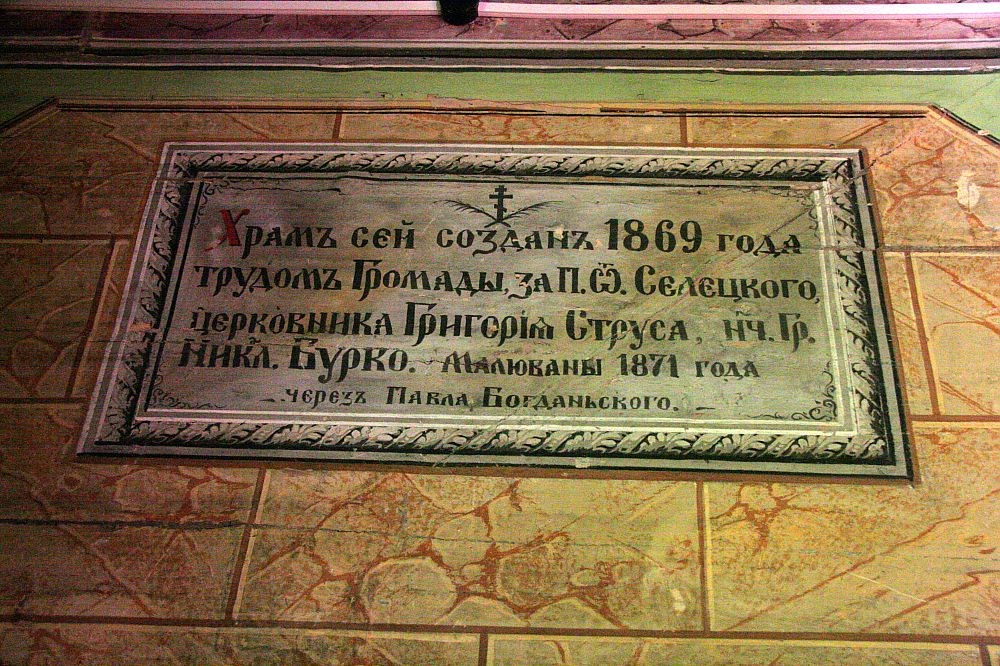 Храмъ сей созданъ 1869 года
трудомъ Громады, за П. Ѿ. Селецкого,
церковника Григорія Струса, нч. Гр.
Никл. Бурко. Малюваны 1871 года
черезъ Павла Богданьского.